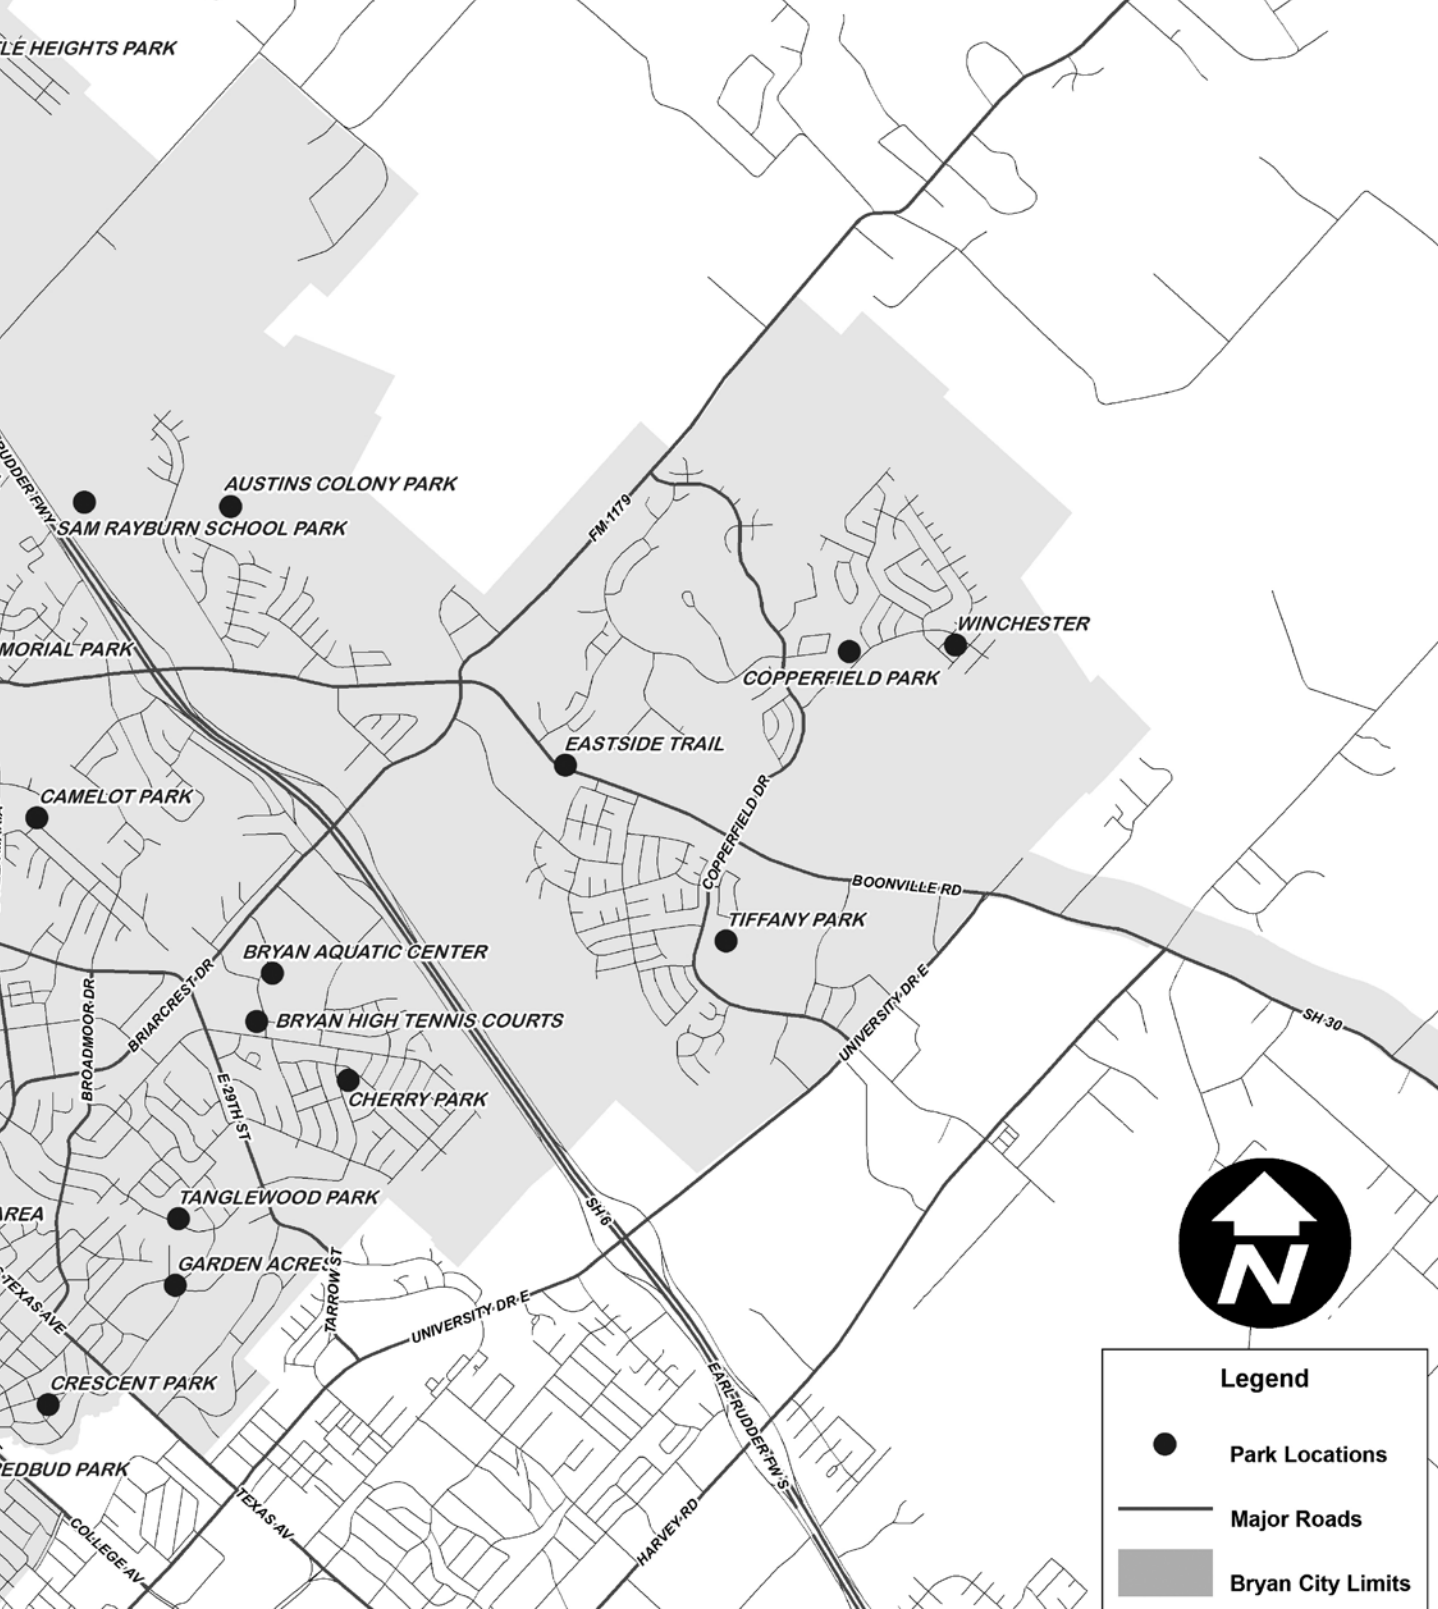 TLE HEIGHTS PARK
AUSTINS COLONY PARK
RUDDER FWY
SAM RAYBURN SCHOOL PARK
FM 1179
WINCHESTER
MORIAL PARK
COPPERFIELD PARK
EASTSIDE TRAIL
CAMELOT PARK
COPPERFIELD DR
BOONVILLE RD
TIFFANY PARK
BRYAN AQUATIC CENTER
BRIARCREST DR
UNIVERSITY DR E
BROADMOOR DR
BRYAN HIGH TENNIS COURTS
SH 30
E 29TH ST
CHERRY PARK
TANGLEWOOD PARK
AREA
SH 6
GARDEN ACRES
TARROW ST
S TEXAS AVE
UNIVERSITY DR E
CRESCENT PARK
EARL RUDDER FW S
REDBUD PARK
TEXAS AV
COLLEGE AV
HARVEY RD
N
Legend
Park Locations
Major Roads
Bryan City Limits